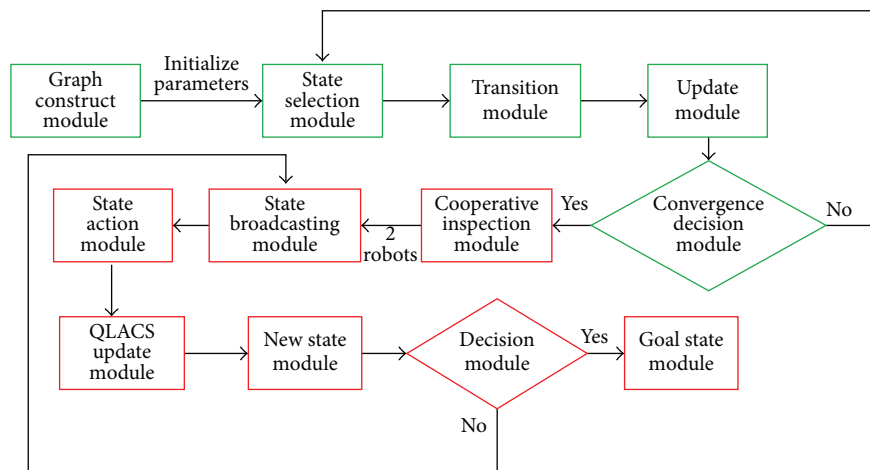 Graph
construct
module
Initialize
parameters
State
selection
module
Transition
module
Update
module
State
action
module
State
broadcasting
module
2
robots
Cooperative
inspection
module
Yes
Convergence
decision
module
No
QLACS
update
module
New state
module
Decision
module
Yes
Goal state
module
No